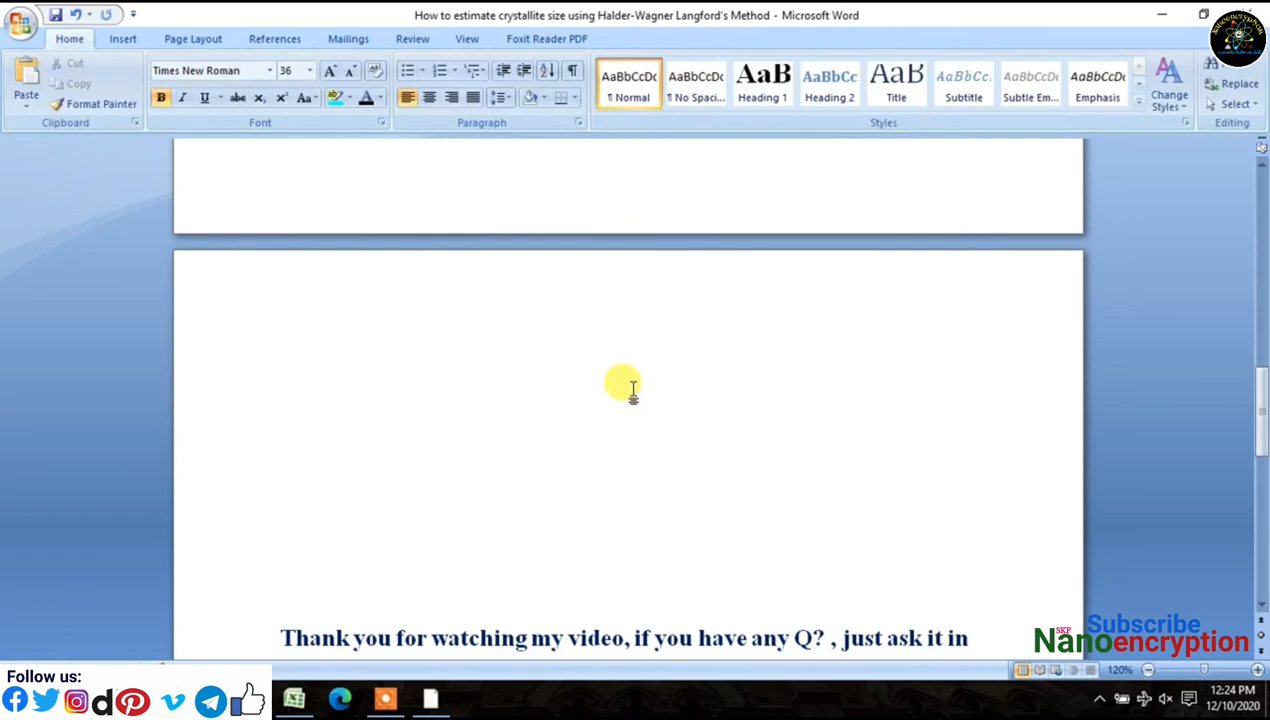 How to estimate crystallite size using Halder-Wagner Langford's Method - Microsoft Word
Home Insert Page Layout References Mailings Review View Foxit Reader PDF
Paste
Cut
Copy
Format Painter
Clipboard
Times New Roman 36
Font
Paragraph
AaBbCcDc AaBbCcDc AaB AaBbCc AaB AaBbCc. AaBbCcDc AaBbCcDc
¶ Normal ¶ No Spaci... Heading 1 Heading 2 Title Subtitle Subtle Em... Emphasis
Change Styles
Styles
Replace
Select
Editing
Thank you for watching my video, if you have any Q? , just ask it in
Subscribe
SKP
Nanoencryption
120%
Follow us:
12:24 PM
12/10/2020